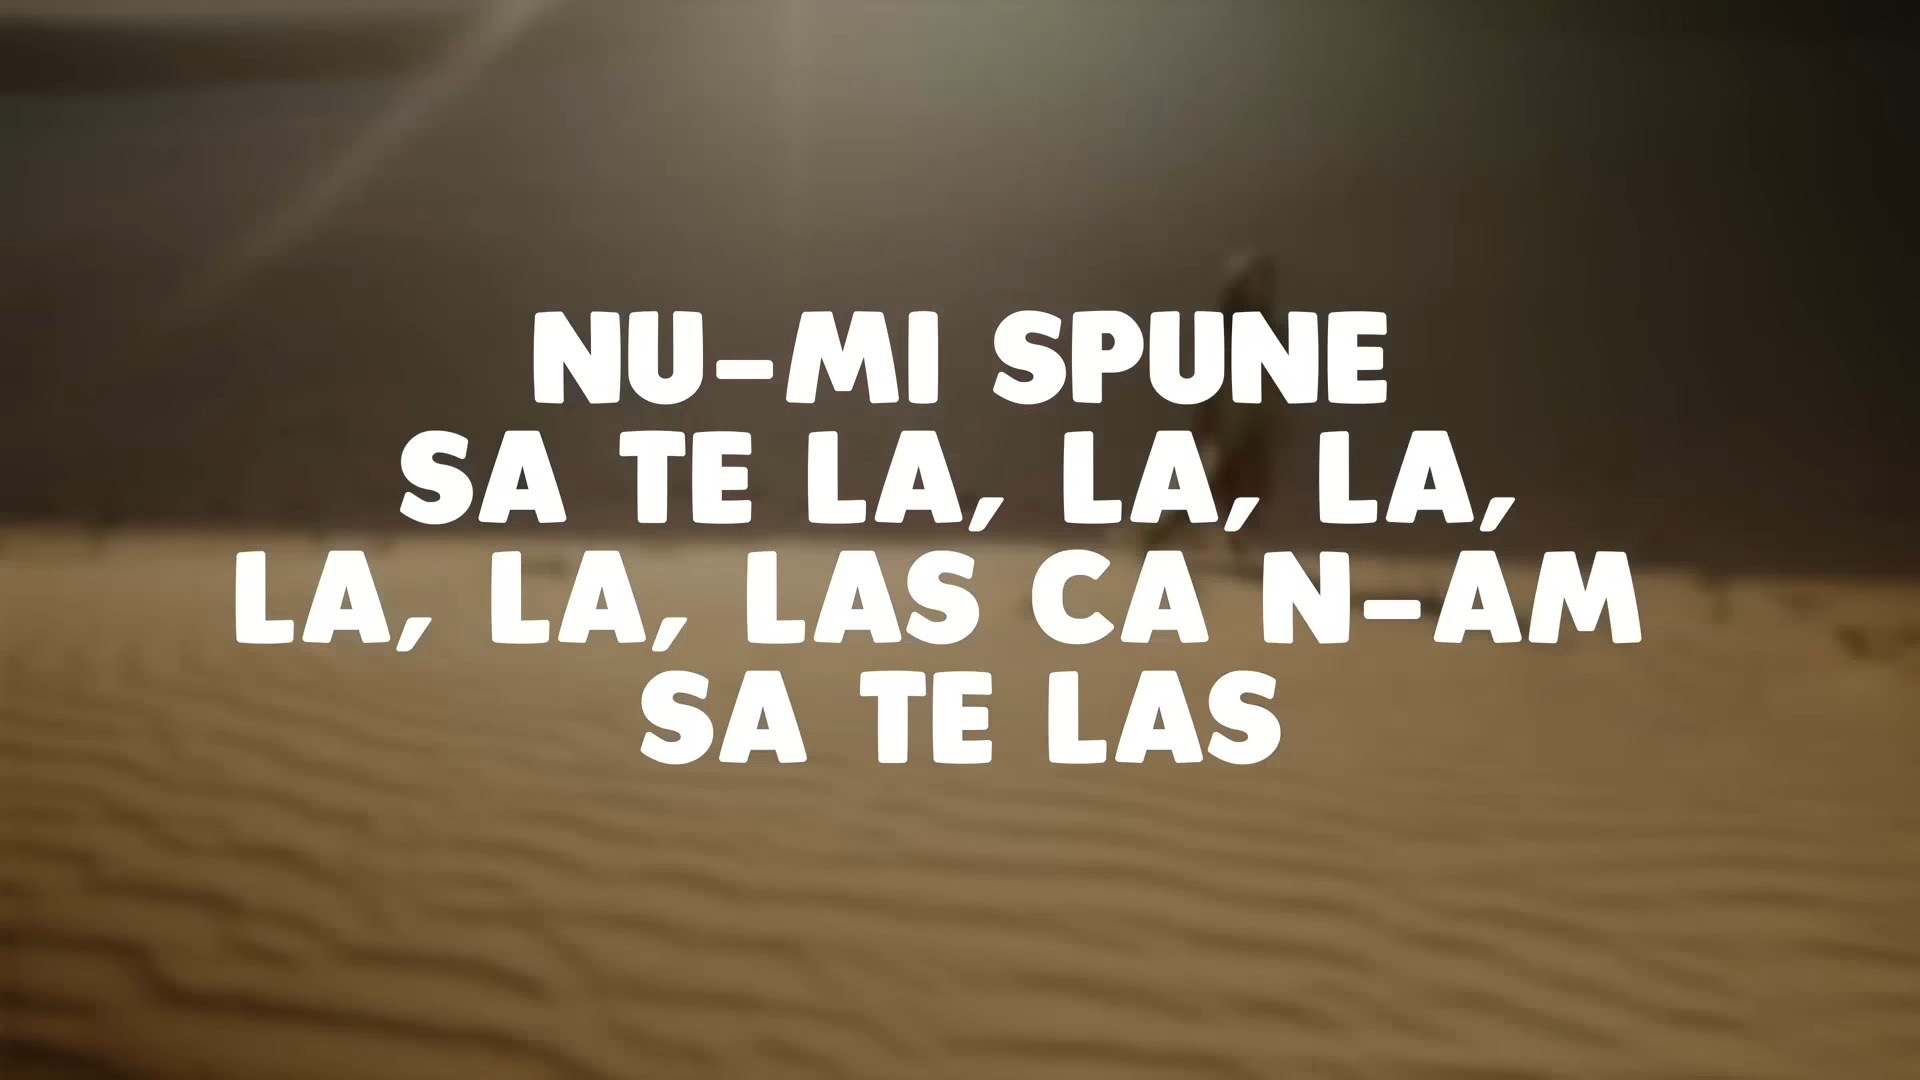 NU-MI SPUNE
SA TE LA, LA, LA,
LA, LA, LAS CA N-AM
SA TE LAS